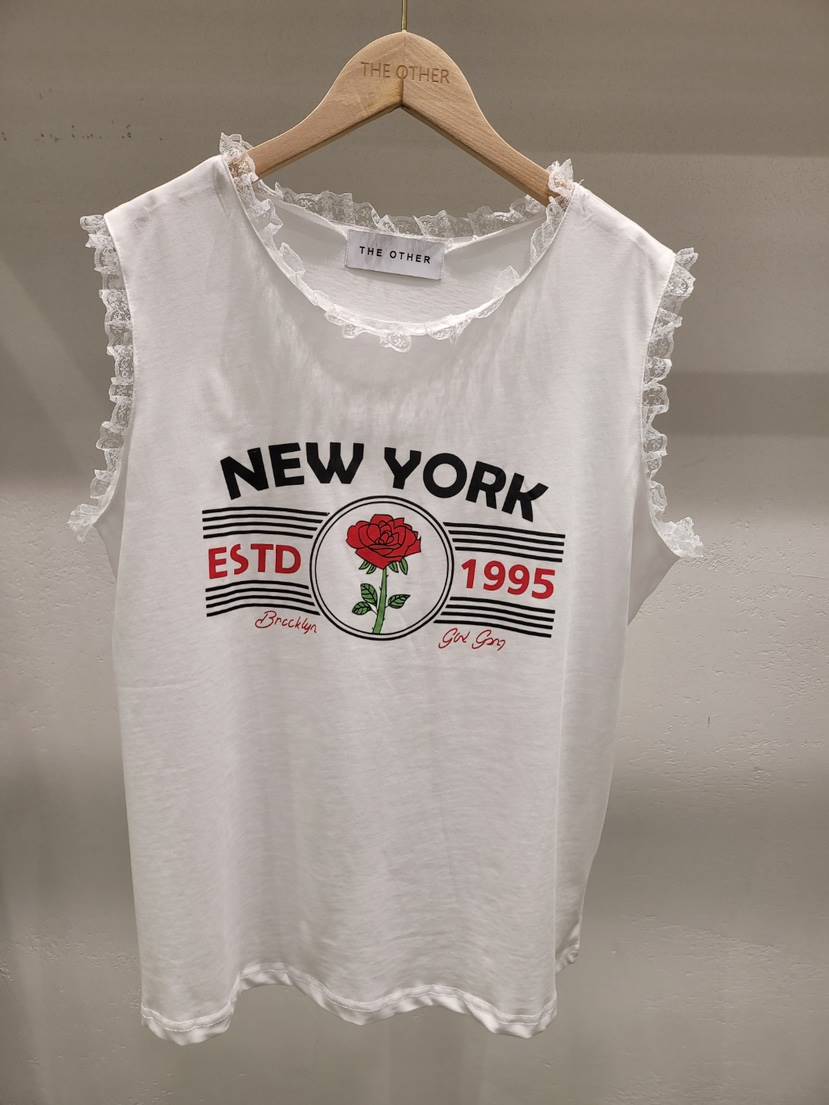 THE OTHER
THE OTHER
NEW YORK
ESTD 1995
Brooklyn Girl Gang